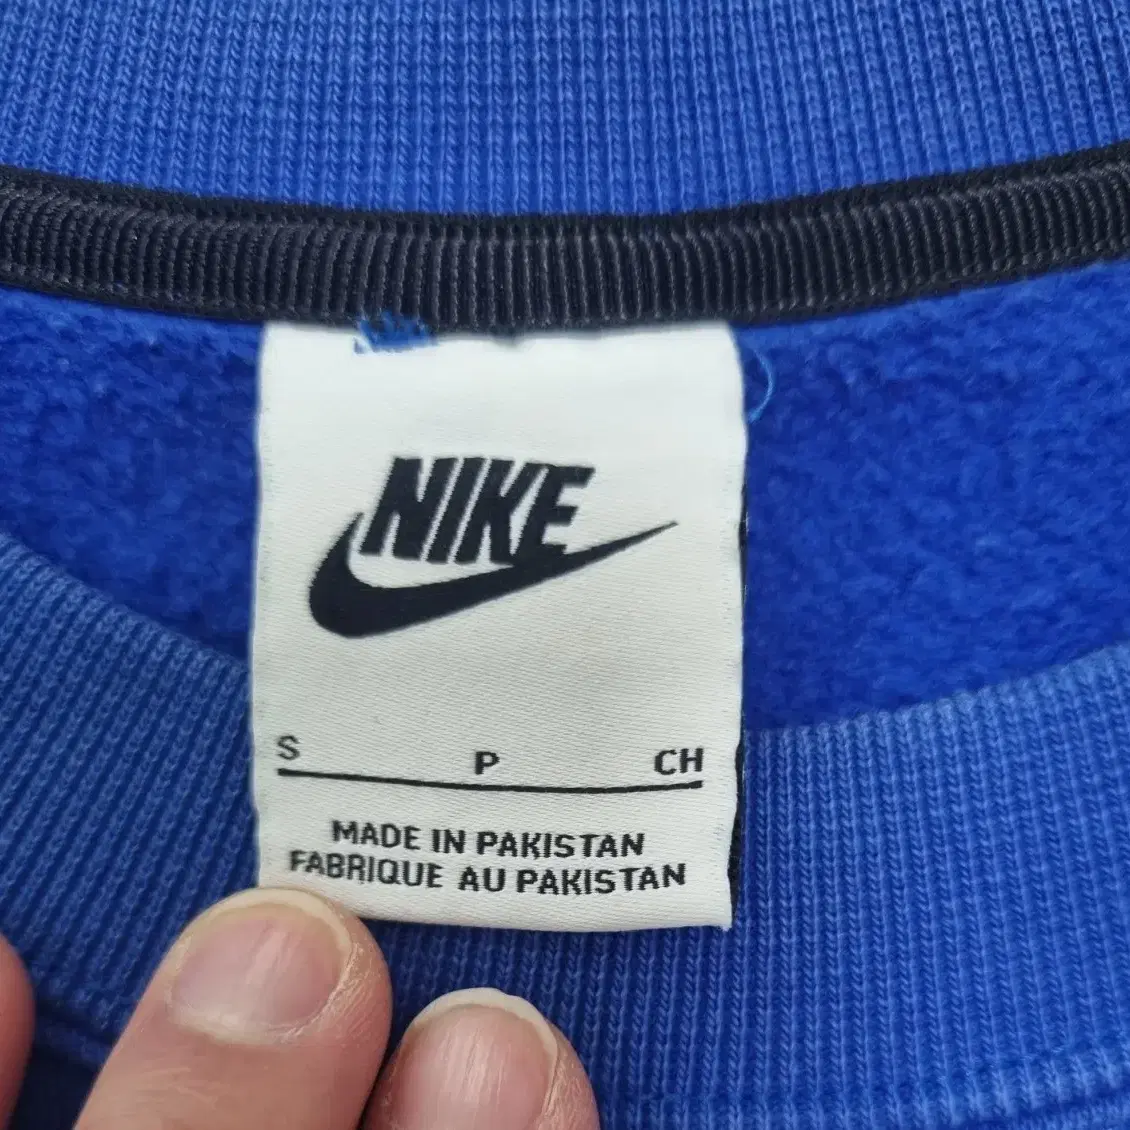 NIKE
S P CH
MADE IN PAKISTAN
FABRIQUE AU PAKISTAN